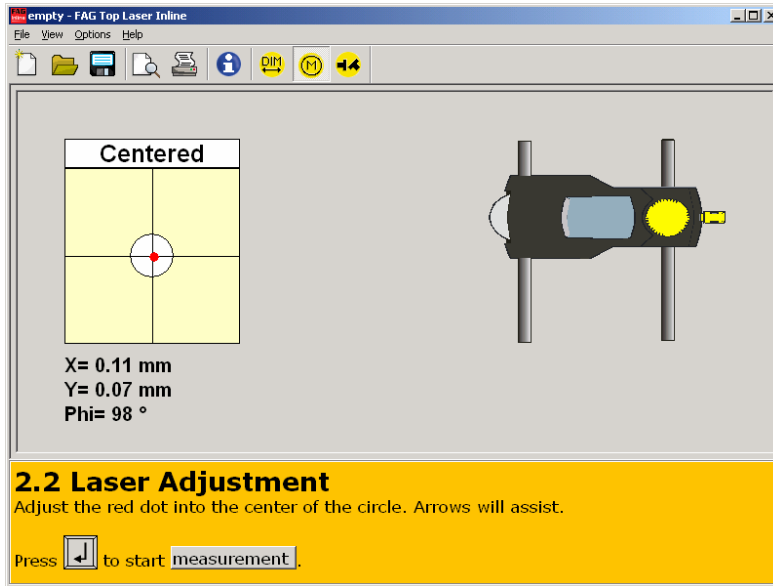 empty - FAG Top Laser Inline
File View Options Help
DIM M
Centered
X= 0.11 mm
Y= 0.07 mm
Phi= 98 °
2.2 Laser Adjustment
Adjust the red dot into the center of the circle. Arrows will assist.
Press to start measurement.